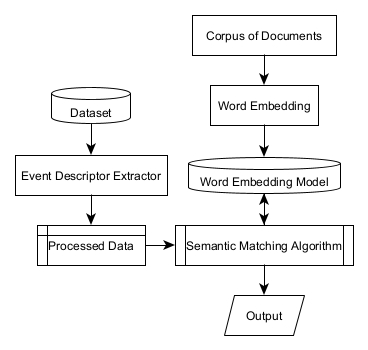 Corpus of Documents
Word Embedding
Dataset
Event Descriptor Extractor
Word Embedding Model
Processed Data
Semantic Matching Algorithm
Output